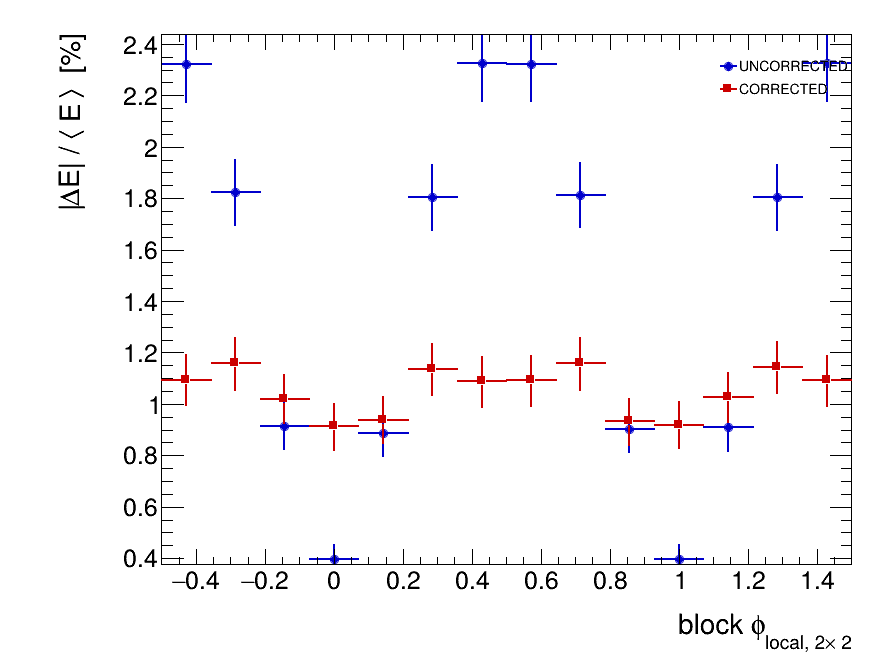 |ΔE| / ⟨ E ⟩ [%]
2.4
2.2
2
1.8
1.6
1.4
1.2
1
0.8
0.6
0.4
UNCORRECTED
CORRECTED
−0.4 −0.2 0 0.2 0.4 0.6 0.8 1 1.2 1.4
block ϕlocal, 2× 2